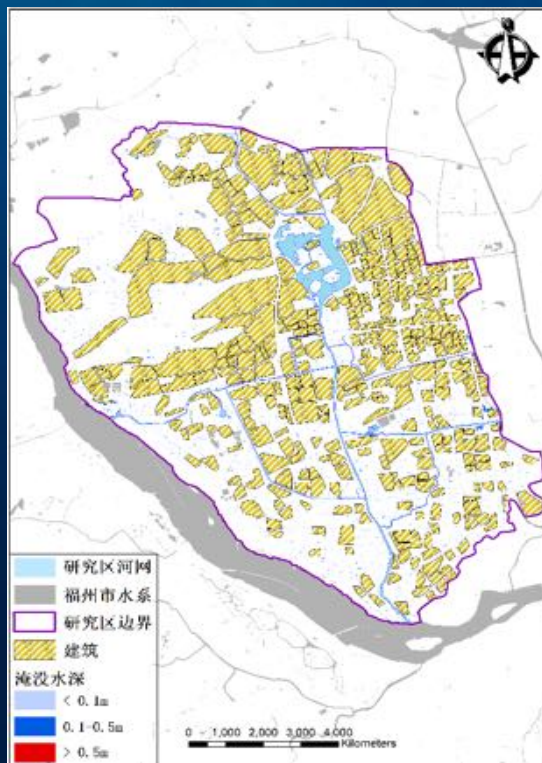 研究区河网
福州市水系
研究区边界
建筑
淹没水深
< 0.1m
0.1-0.5m
> 0.5m
0 1,000 2,000 3,000 4,000
Kilometers